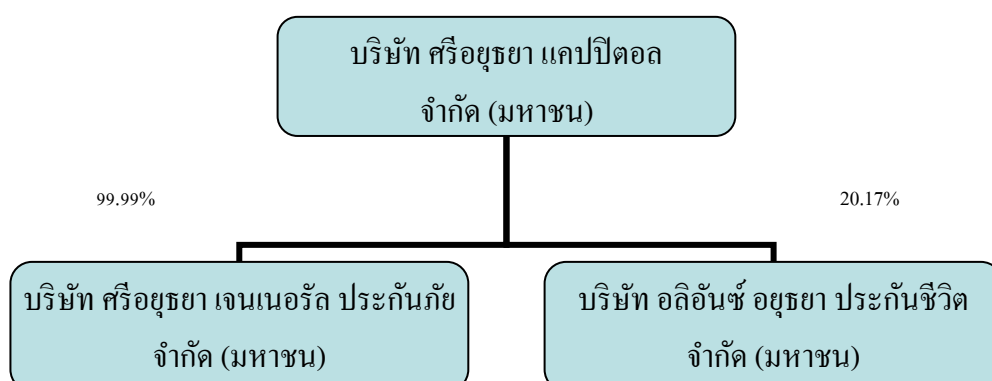 บริษัท ศรีอยุธยา แคปปิตอล
จำกัด (มหาชน)
99.99%
20.17%
บริษัท ศรีอยุธยา เจนเนอรัล ประกันภัย
จำกัด (มหาชน)
บริษัท อลิอันซ์ อยุธยา ประกันชีวิต
จำกัด (มหาชน)